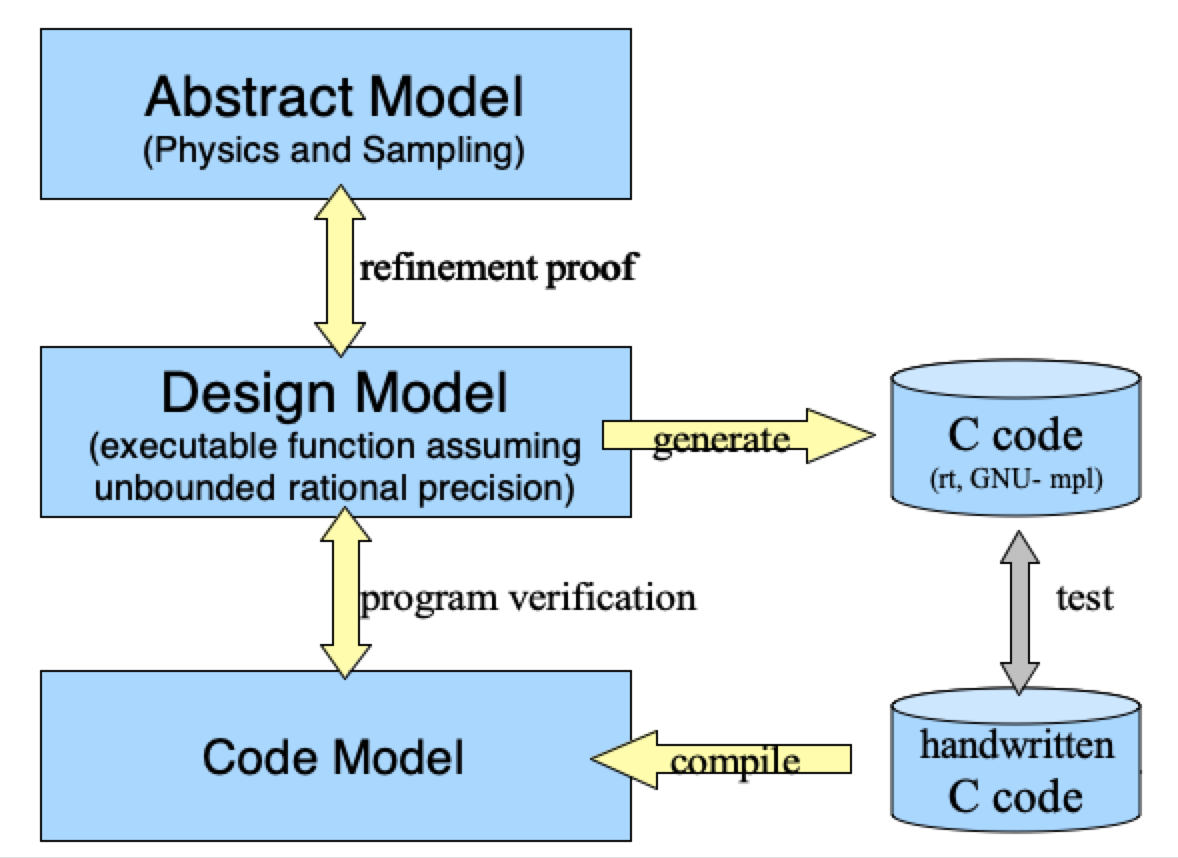 Abstract Model
(Physics and Sampling)
refinement proof
Design Model
(executable function assuming
unbounded rational precision)
generate
C code
(rt, GNU- mpl)
program verification
test
Code Model
compile
handwritten
C code